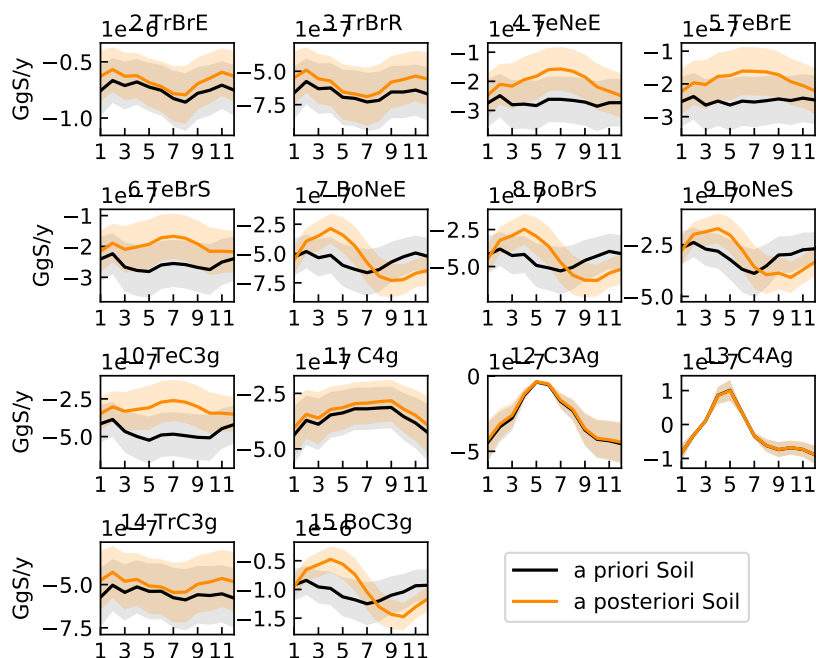 2 TrBrE
1e−6
GgS/y
−0.5
−1.0
1 3 5 7 9 11
3 TrBrR
1e−7
−5.0
−7.5
1 3 5 7 9 11
4 TeNeE
1e−7
−1
−2
−3
1 3 5 7 9 11
5 TeBrE
1e−7
−1
−2
−3
1 3 5 7 9 11
6 TeBrS
1e−7
GgS/y
−1
−2
−3
1 3 5 7 9 11
7 BoNeE
1e−7
−2.5
−5.0
−7.5
1 3 5 7 9 11
8 BoBrS
1e−7
−2.5
−5.0
1 3 5 7 9 11
9 BoNeS
1e−7
−2.5
−5.0
1 3 5 7 9 11
10 TeC3g
1e−7
GgS/y
−2.5
−5.0
1 3 5 7 9 11
11 C4g
1e−7
−2.5
−5.0
1 3 5 7 9 11
12 C3Ag
1e−7
0
−5
1 3 5 7 9 11
13 C4Ag
1e−7
1
0
−1
1 3 5 7 9 11
14 TrC3g
1e−7
GgS/y
−5.0
−7.5
1 3 5 7 9 11
15 BoC3g
1e−6
−0.5
−1.0
−1.5
1 3 5 7 9 11
a priori Soil
a posteriori Soil